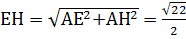 EH = √(AE²+AH²) = √22/2